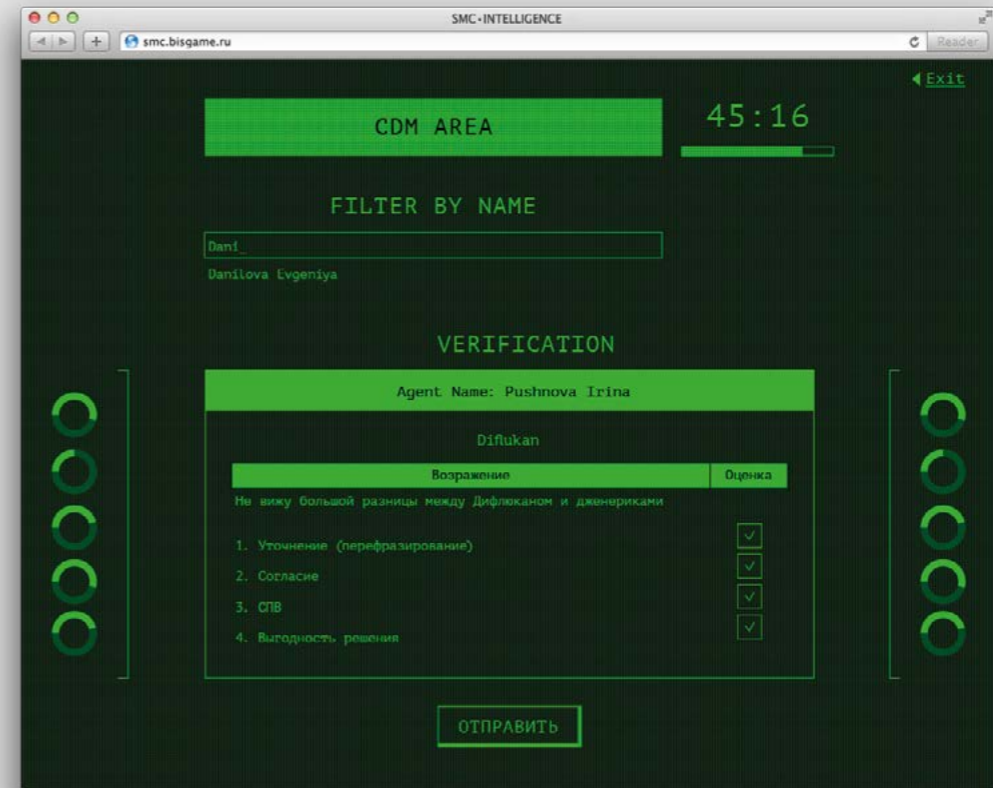 SMC-INTELLIGENCE
smc.bisgame.ru
Reader
Exit
CDM AREA
45:16
FILTER BY NAME
Dani_
Danilova Evgeniya
VERIFICATION
Agent Name: Pushnova Irina
Diflukan
Возражение Оценка
Не вижу большой разницы между Дифлюканом и дженериками
1. Уточнение (перефразирование)
2. Согласие
3. СПВ
4. Выгодность решения
ОТПРАВИТЬ